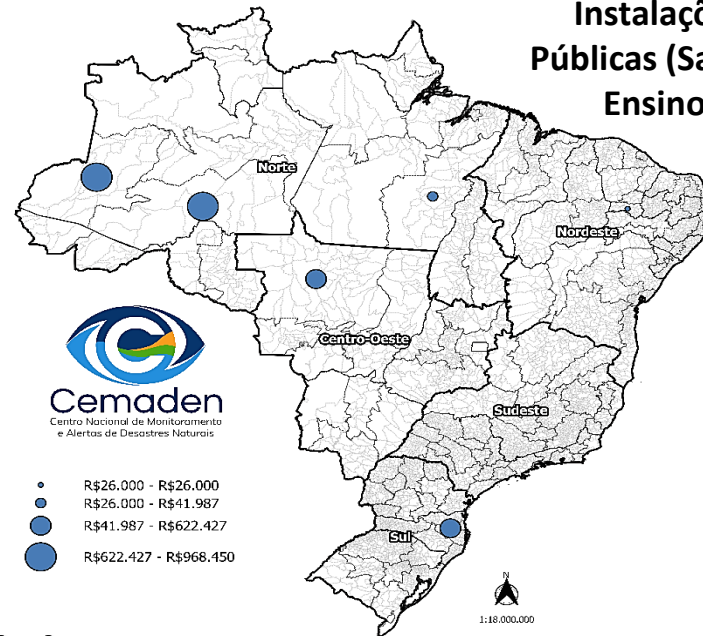 Instalaçõ
Públicas (Sa
Ensino
Norte
Nordeste
Centro-Oeste
Sudeste
Sul
Cemaden
Centro Nacional de Monitoramento
e Alertas de Desastres Naturais
R$26.000 - R$26.000
R$26.000 - R$41.987
R$41.987 - R$622.427
R$622.427 - R$968.450
N
1:18.000.000